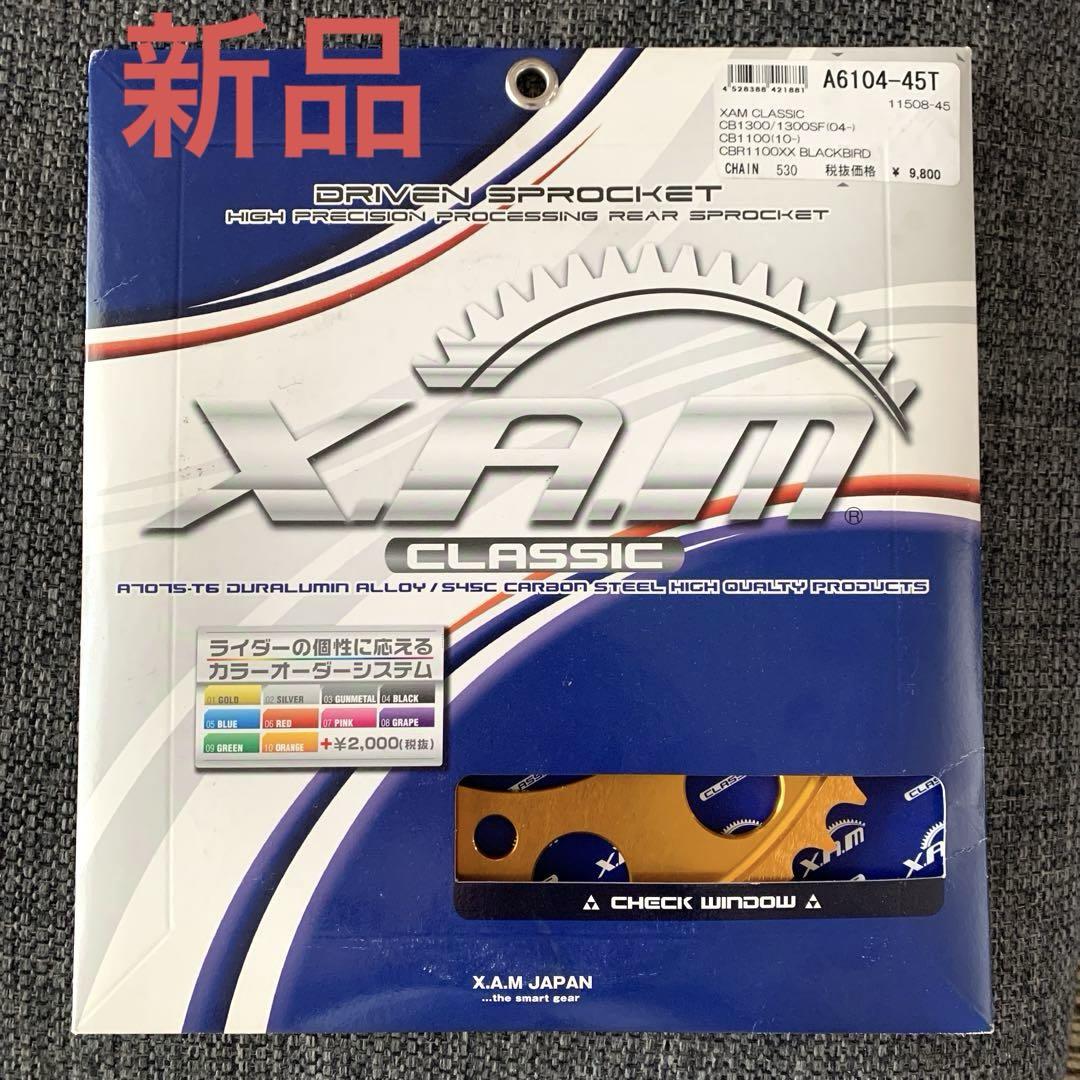 新品
4 528388 421881
A6104-45T
11508-45
XAM CLASSIC
CB1300/1300SF(04-)
CB1100(10-)
CBR1100XX BLACKBIRD
CHAIN 530 税抜価格 ¥ 9,800
DRIVEN SPROCKET
HIGH PRECISION PROCESSING REAR SPROCKET
X.A.M
®
CLASSIC
A7075-T6 DURALUMIN ALLOY / S45C CARBON STEEL HIGH QUALTY PRODUCTS
ライダーの個性に応える
カラーオーダーシステム
01 GOLD 02 SILVER 03 GUNMETAL 04 BLACK
05 BLUE 06 RED 07 PINK 08 GRAPE
09 GREEN 10 ORANGE +¥2,000(税抜)
X.A.M
CHECK WINDOW
X.A.M JAPAN
...the smart gear